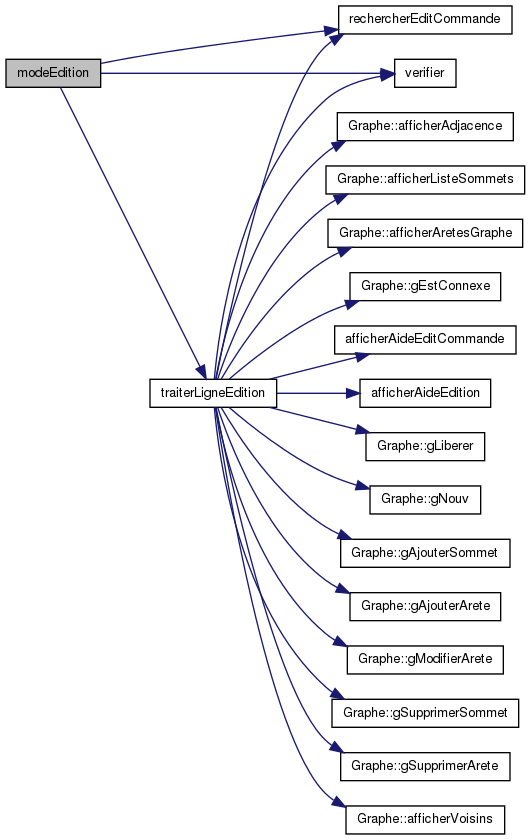 rechercherEditCommande
modeEdition
verifier
Graphe::afficherAdjacence
Graphe::afficherListeSommets
Graphe::afficherAretesGraphe
Graphe::gEstConnexe
afficherAideEditCommande
traiterLigneEdition
afficherAideEdition
Graphe::gLiberer
Graphe::gNouv
Graphe::gAjouterSommet
Graphe::gAjouterArete
Graphe::gModifierArete
Graphe::gSupprimerSommet
Graphe::gSupprimerArete
Graphe::afficherVoisins